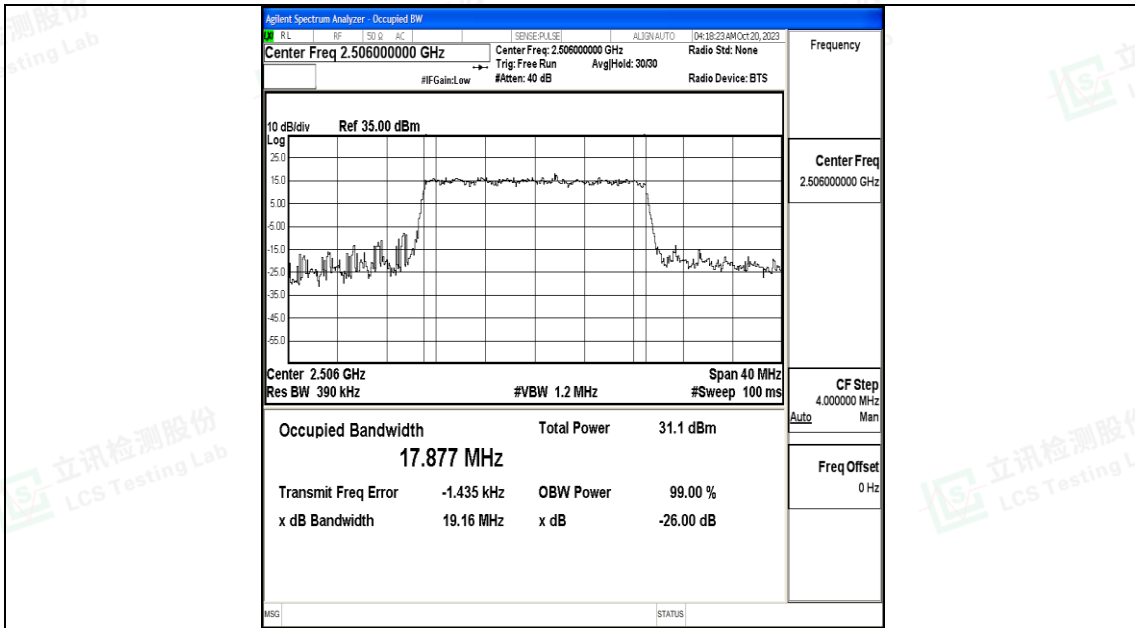 Agilent Spectrum Analyzer - Occupied BW
RL RF 50 Ω AC SENSE:PULSE ALIGN AUTO 04:18:23 AM Oct 20, 2023
Center Freq 2.506000000 GHz
Center Freq: 2.506000000 GHz
Radio Std: None
Trig: Free Run Avg|Hold: 30/30
#IFGain:Low #Atten: 40 dB Radio Device: BTS
10 dB/div Ref 35.00 dBm
Log
25.0
15.0
5.00
-5.00
-15.0
-25.0
-35.0
-45.0
-55.0
Center 2.506 GHz Span 40 MHz
Res BW 390 kHz #VBW 1.2 MHz #Sweep 100 ms
Occupied Bandwidth Total Power 31.1 dBm
17.877 MHz
Transmit Freq Error -1.435 kHz OBW Power 99.00 %
x dB Bandwidth 19.16 MHz x dB -26.00 dB
MSG STATUS
Frequency
Center Freq
2.506000000 GHz
CF Step
4.000000 MHz
Auto Man
Freq Offset
0 Hz
立讯检测股份
LCS Testing Lab
立讯检测股份
LCS Testing L
测股份
sting Lab
立